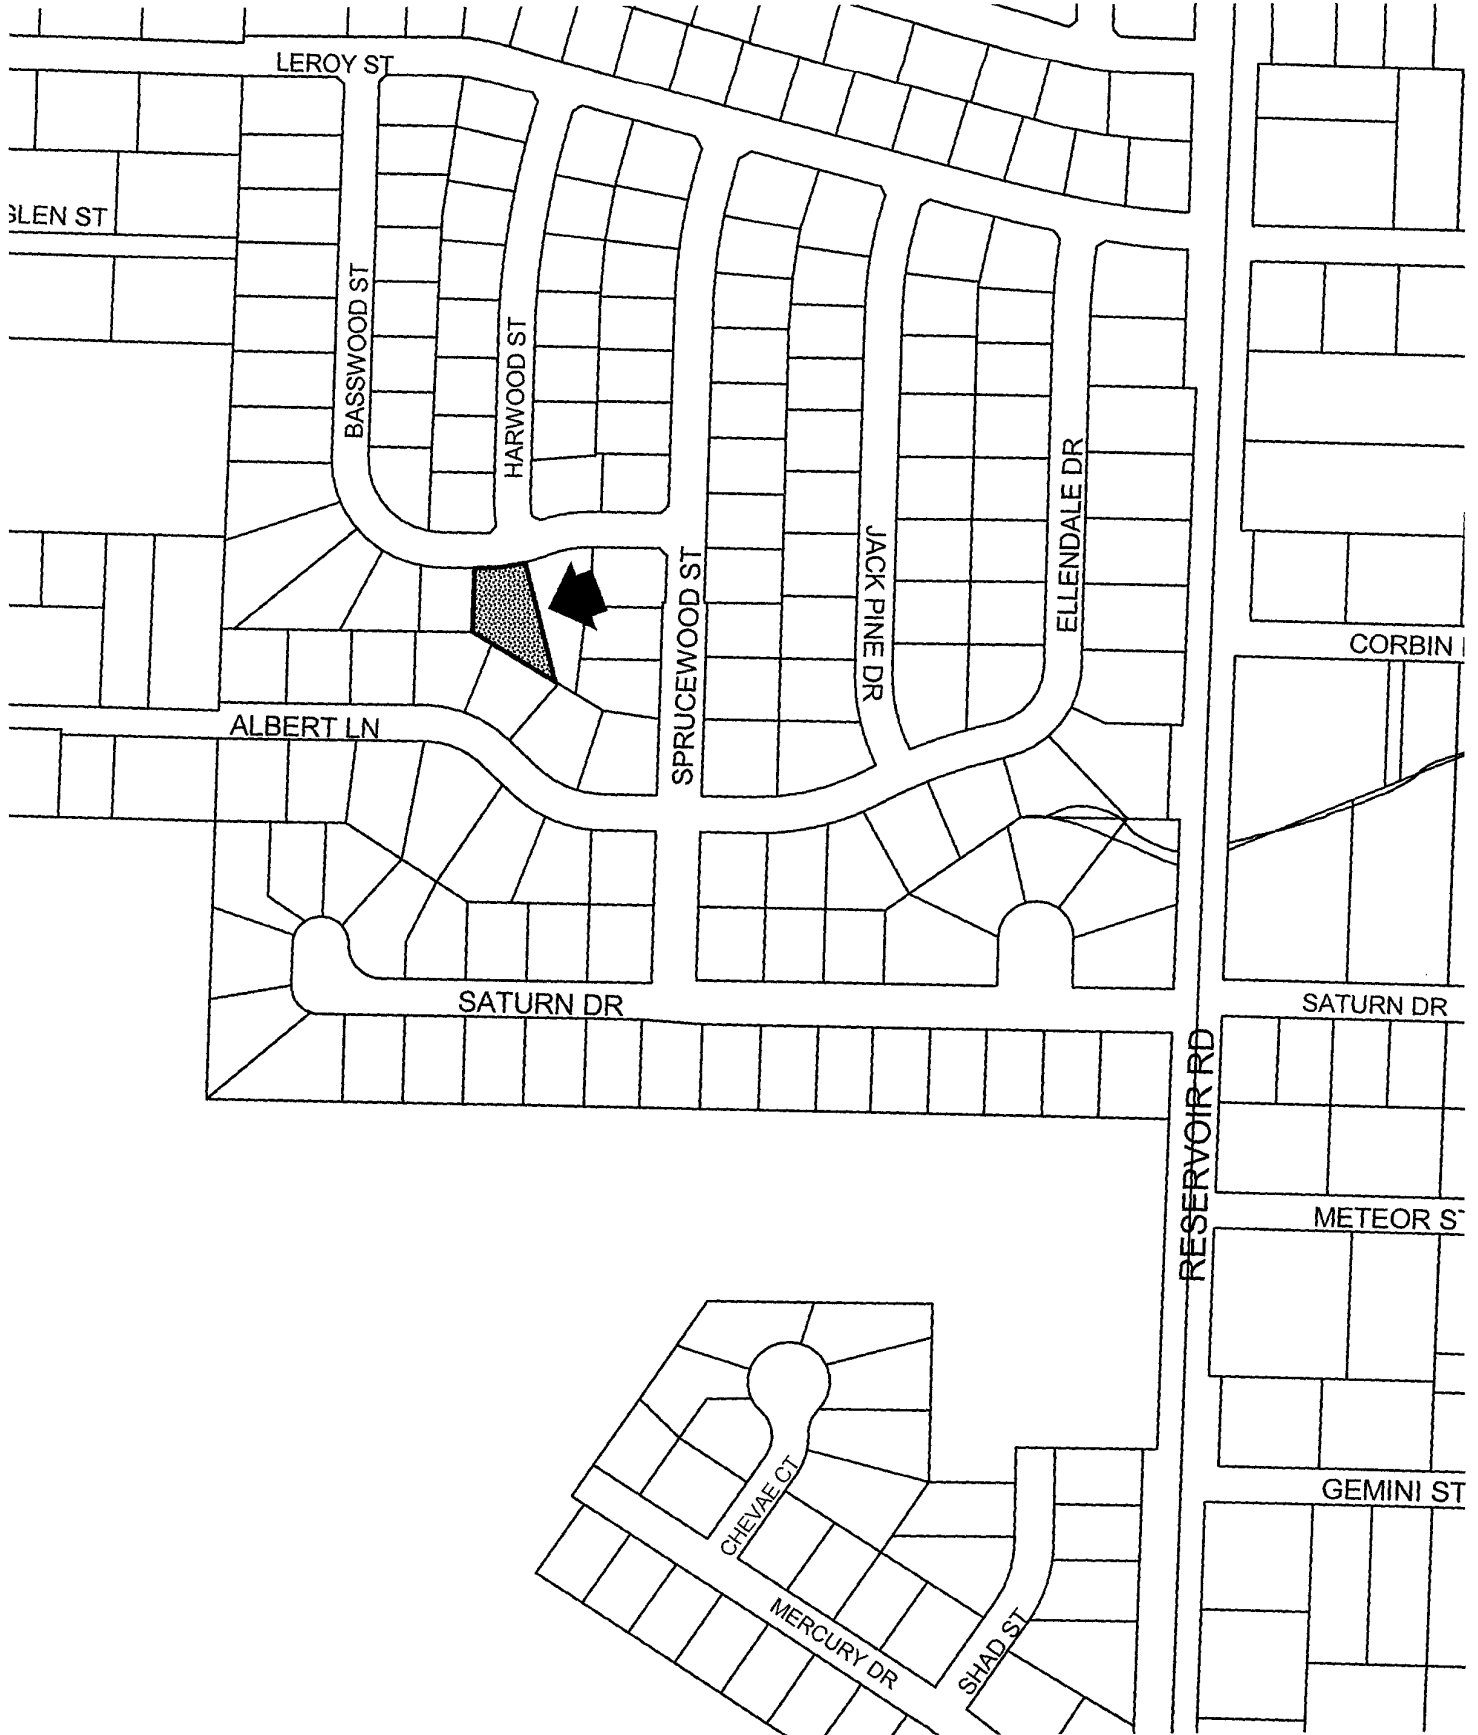 LEROY ST
GLEN ST
BASSWOOD ST
HARWOOD ST
ELLENDALE DR
JACK PINE DR
SPRUCEWOOD ST
CORBIN
ALBERT LN
SATURN DR
SATURN DR
RESERVOIR RD
METEOR ST
CHEVAE CT
GEMINI ST
MERCURY DR
SHAD ST